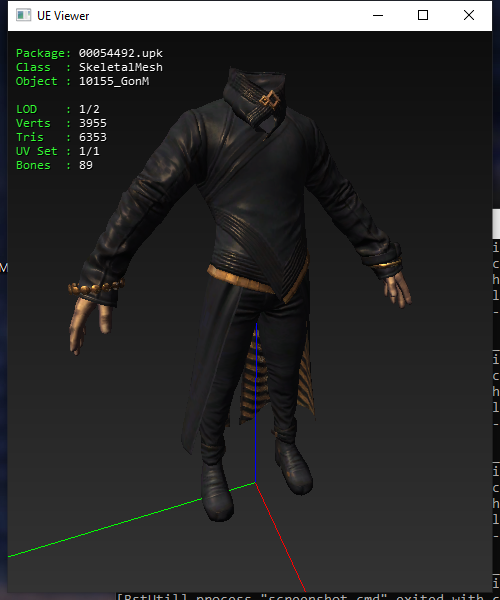 UE Viewer
Package: 00054492.upk
Class : SkeletalMesh
Object : 10155_GonM
LOD : 1/2
Verts : 3955
Tris : 6353
UV Set : 1/1
Bones : 89
M
i
c
h
l
-
i
c
h
l
-
i
c
h
l
-
i
[BstUtil] process "screenshot.cmd" exited with c